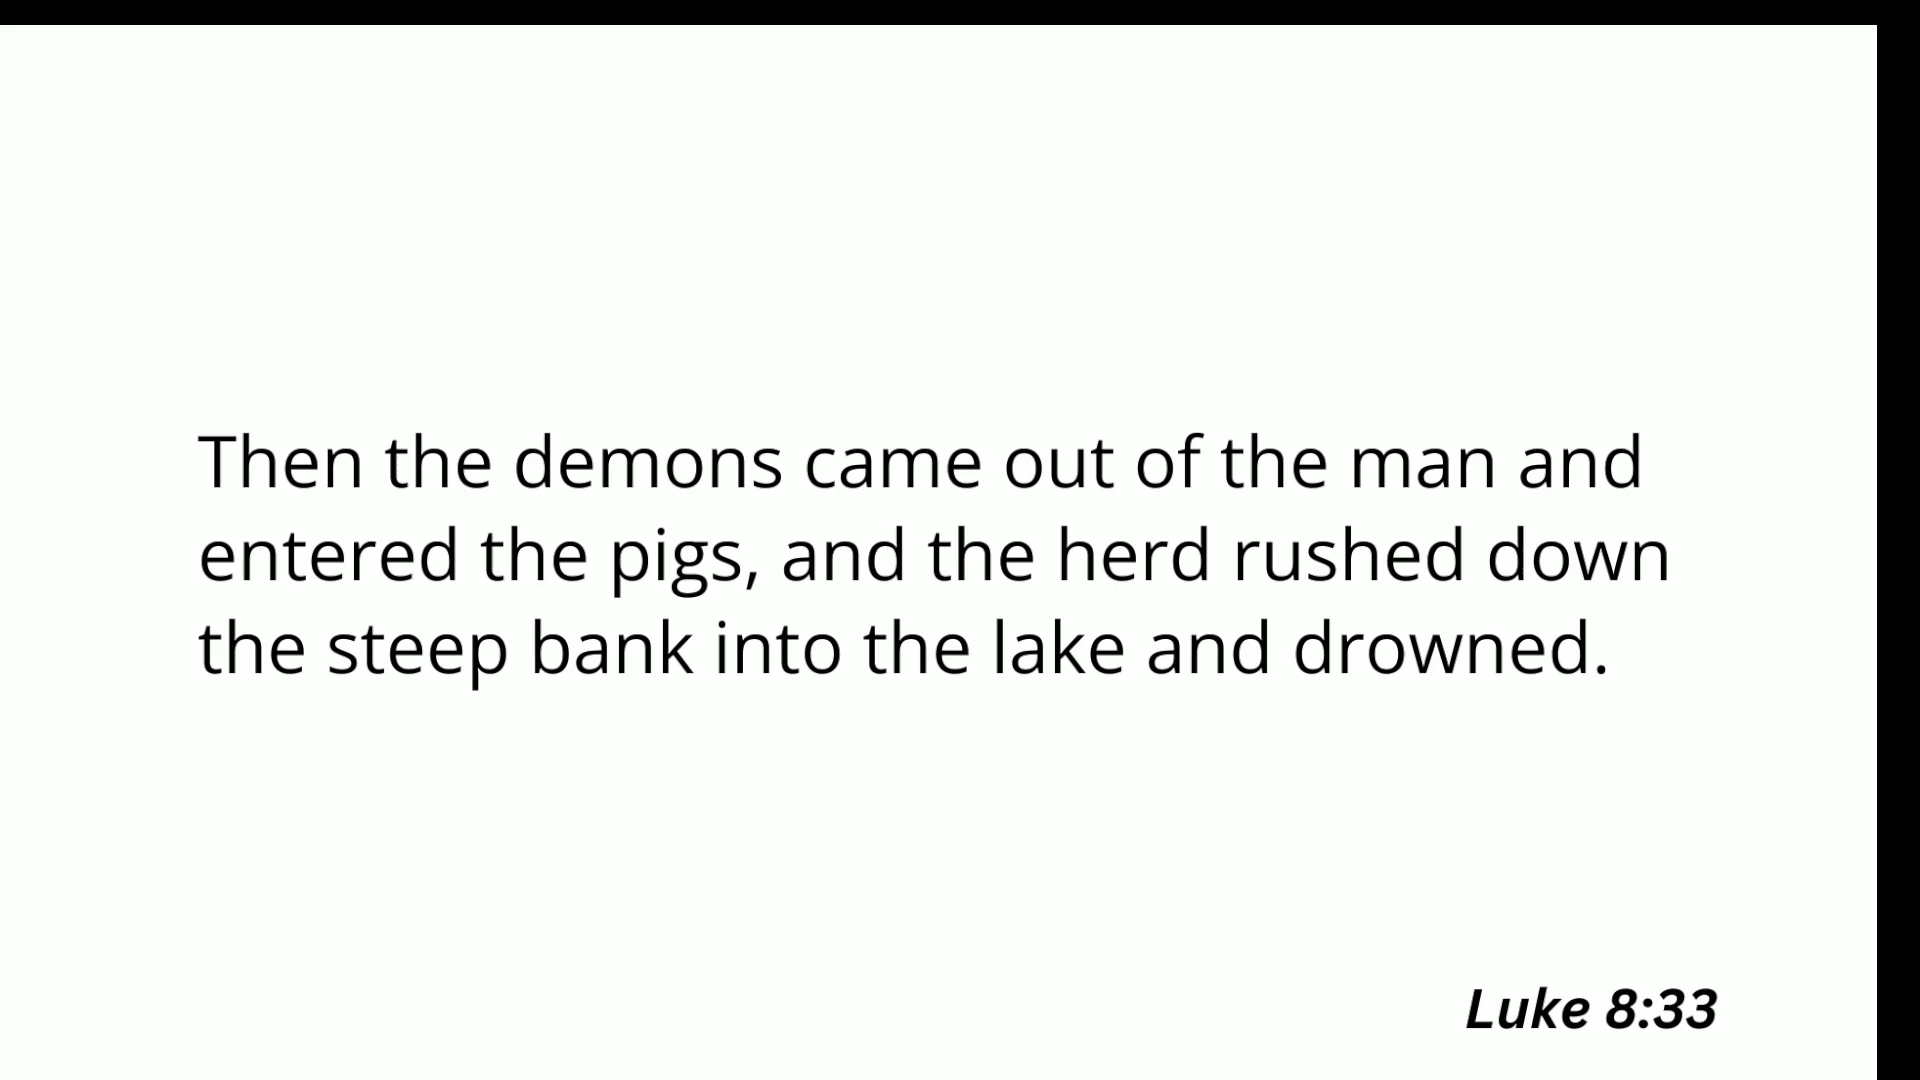 Then the demons came out of the man and
entered the pigs, and the herd rushed down
the steep bank into the lake and drowned.
Luke 8:33